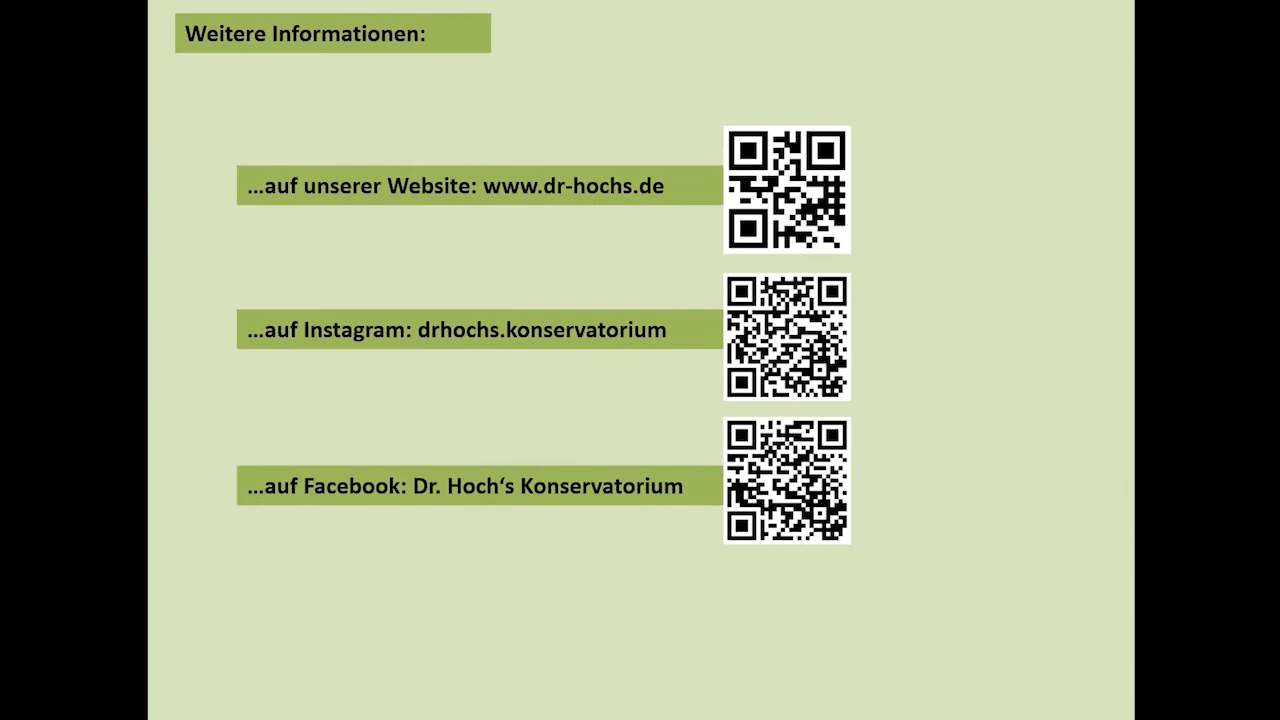 Weitere Informationen:
...auf unserer Website: www.dr-hochs.de
...auf Instagram: drhochs.konservatorium
...auf Facebook: Dr. Hoch‘s Konservatorium